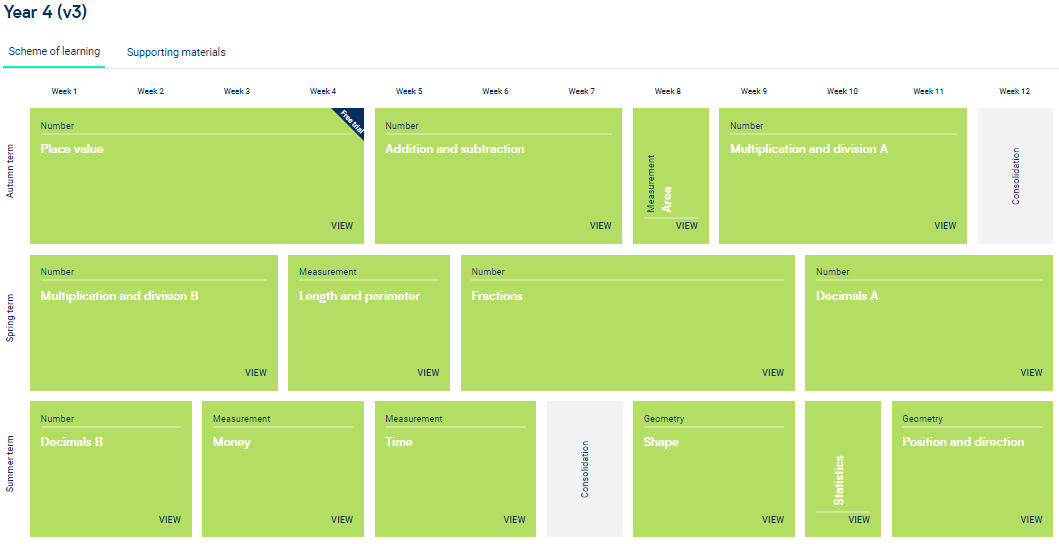 Year 4 (v3)
Scheme of learning Supporting materials
Week 1 Week 2 Week 3 Week 4 Week 5 Week 6 Week 7 Week 8 Week 9 Week 10 Week 11 Week 12
Autumn term
Number
Place value
Free trial
VIEW
Number
Addition and subtraction
VIEW
Measurement
Area
VIEW
Number
Multiplication and division A
VIEW
Consolidation
Spring term
Number
Multiplication and division B
VIEW
Measurement
Length and perimeter
VIEW
Number
Fractions
VIEW
Number
Decimals A
VIEW
Summer term
Number
Decimals B
VIEW
Measurement
Money
VIEW
Measurement
Time
VIEW
Consolidation
Geometry
Shape
VIEW
Statistics
VIEW
Geometry
Position and direction
VIEW